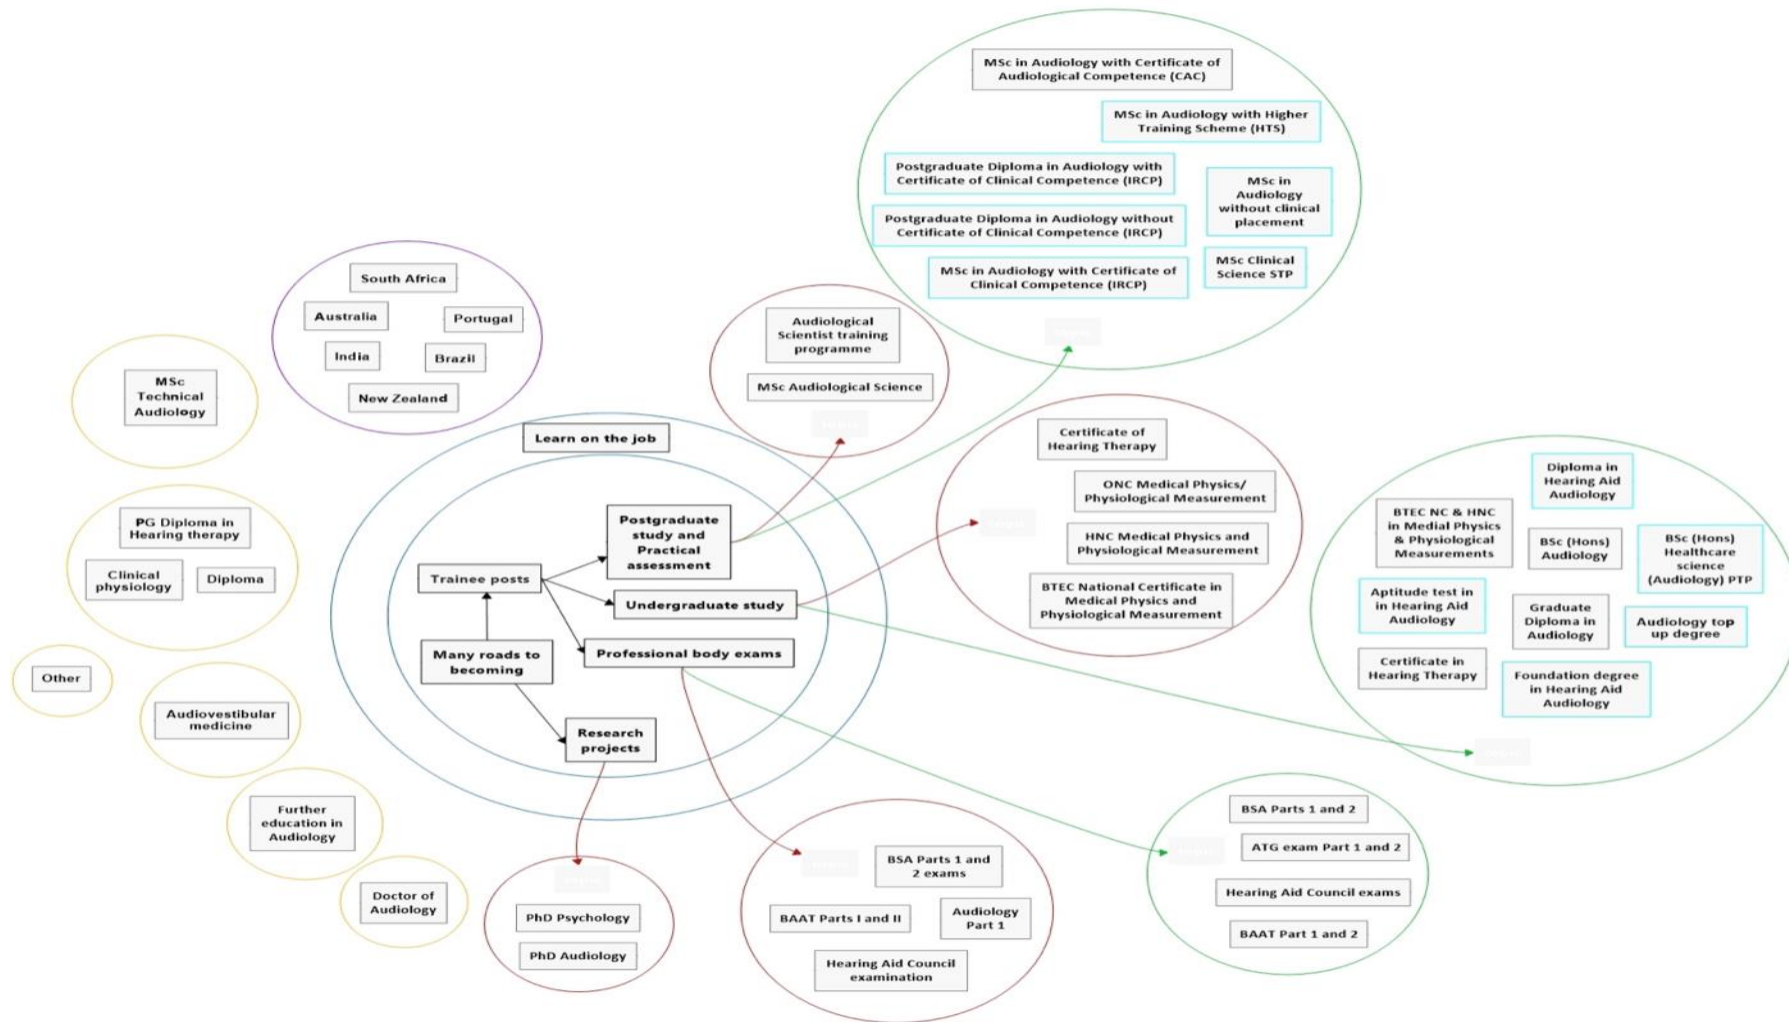 MSc in Audiology with Certificate of
Audiological Competence (CAC)
MSc in Audiology with Higher
Training Scheme (HTS)
Postgraduate Diploma in Audiology with
Certificate of Clinical Competence (IRCP)
MSc in
Audiology
without clinical
placement
Postgraduate Diploma in Audiology without
Certificate of Clinical Competence (IRCP)
MSc Clinical
Science STP
MSc in Audiology with Certificate of
Clinical Competence (IRCP)
South Africa
Australia
Portugal
India
Brazil
New Zealand
Audiological
Scientist training
programme
MSc Audiological Science
MSc
Technical
Audiology
Learn on the job
Certificate of
Hearing Therapy
ONC Medical Physics/
Physiological Measurement
HNC Medical Physics and
Physiological Measurement
BTEC National Certificate in
Medical Physics and
Physiological Measurement
Diploma in
Hearing Aid
Audiology
BTEC NC & HNC
in Medial Physics
& Physiological
Measurements
BSc (Hons)
Audiology
BSc (Hons)
Healthcare
science
(Audiology) PTP
Aptitude test in
in Hearing Aid
Audiology
Graduate
Diploma in
Audiology
Audiology top
up degree
Certificate in
Hearing Therapy
Foundation degree
in Hearing Aid
Audiology
PG Diploma in
Hearing therapy
Clinical
physiology
Diploma
Postgraduate
study and
Practical
assessment
Trainee posts
Undergraduate study
Many roads to
becoming
Professional body exams
Research
projects
Other
Audiovestibular
medicine
Further
education in
Audiology
Doctor of
Audiology
PhD Psychology
PhD Audiology
BSA Parts 1 and
2 exams
BAAT Parts I and II
Audiology
Part 1
Hearing Aid Council
examination
BSA Parts 1 and 2
ATG exam Part 1 and 2
Hearing Aid Council exams
BAAT Part 1 and 2